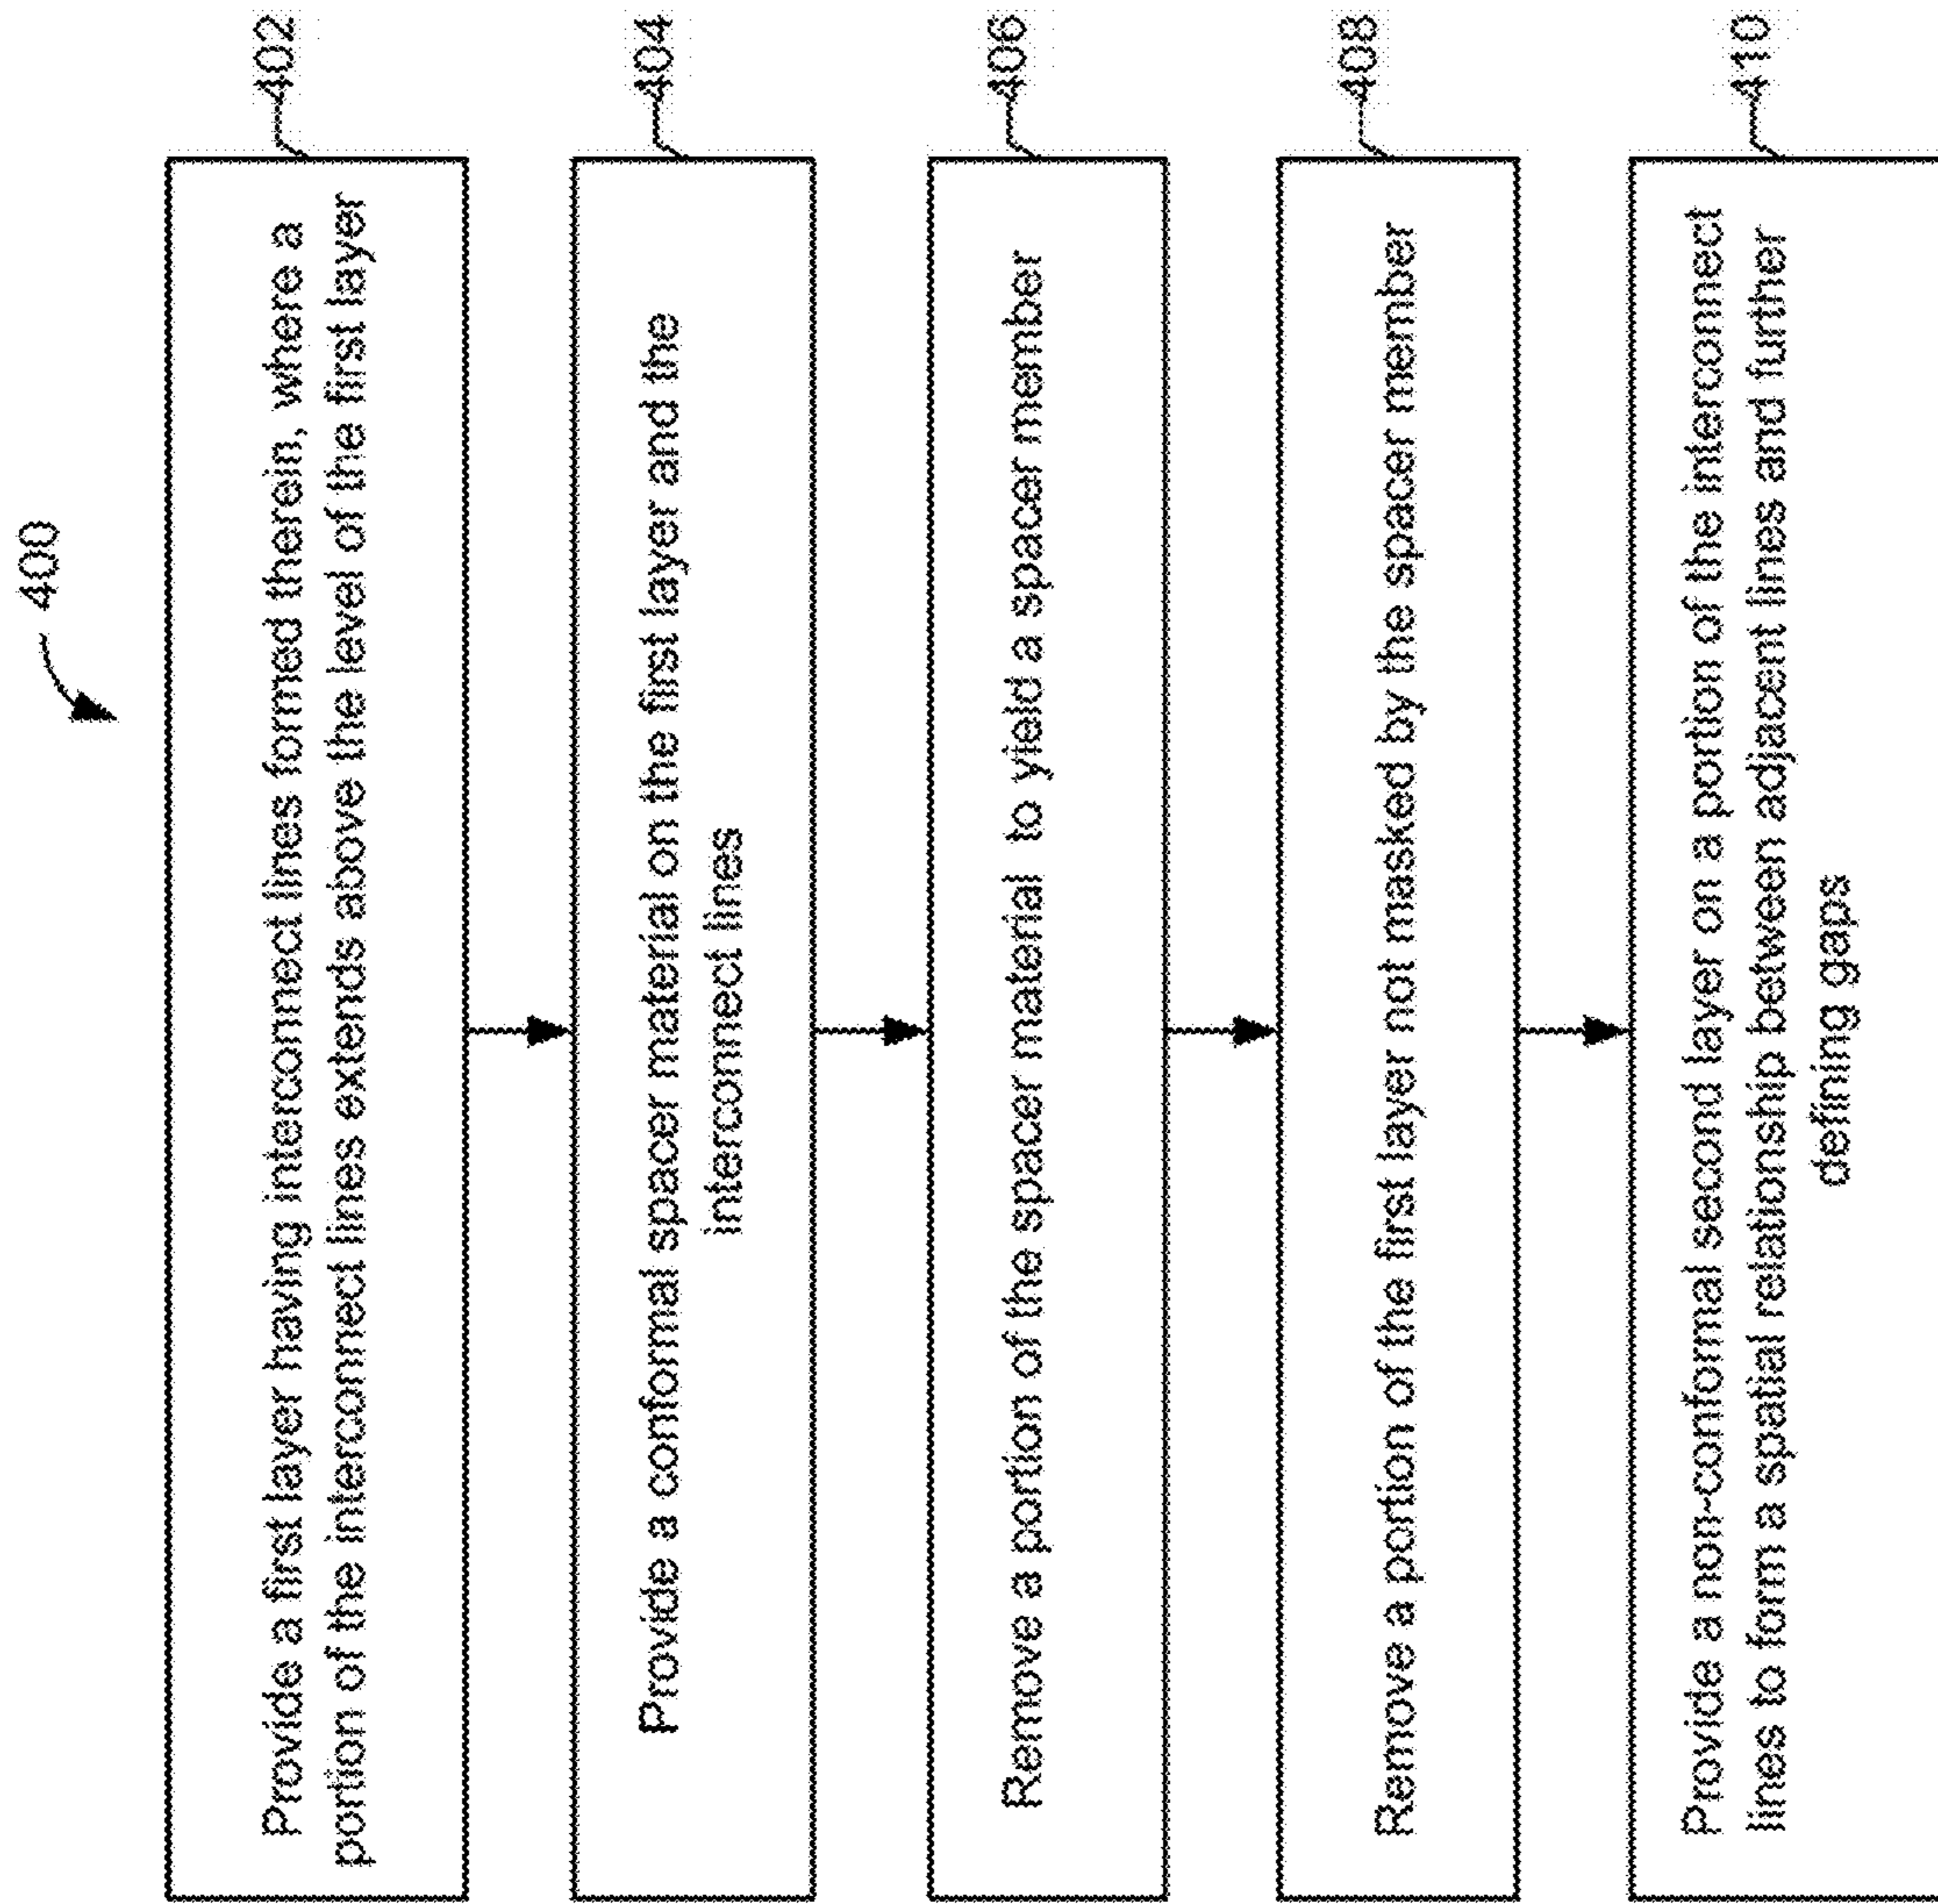 400
Provide a first layer having interconnect lines formed therein, where a
portion of the interconnect lines extends above the level of the first layer
402
Provide a conformal spacer material on the first layer and the
interconnect lines
404
Remove a portion of the spacer material to yield a spacer member
406
Remove a portion of the first layer not masked by the spacer member
408
Provide a non-conformal second layer on a portion of the interconnect
lines to form a spatial relationship between adjacent lines and further
defining gaps
410